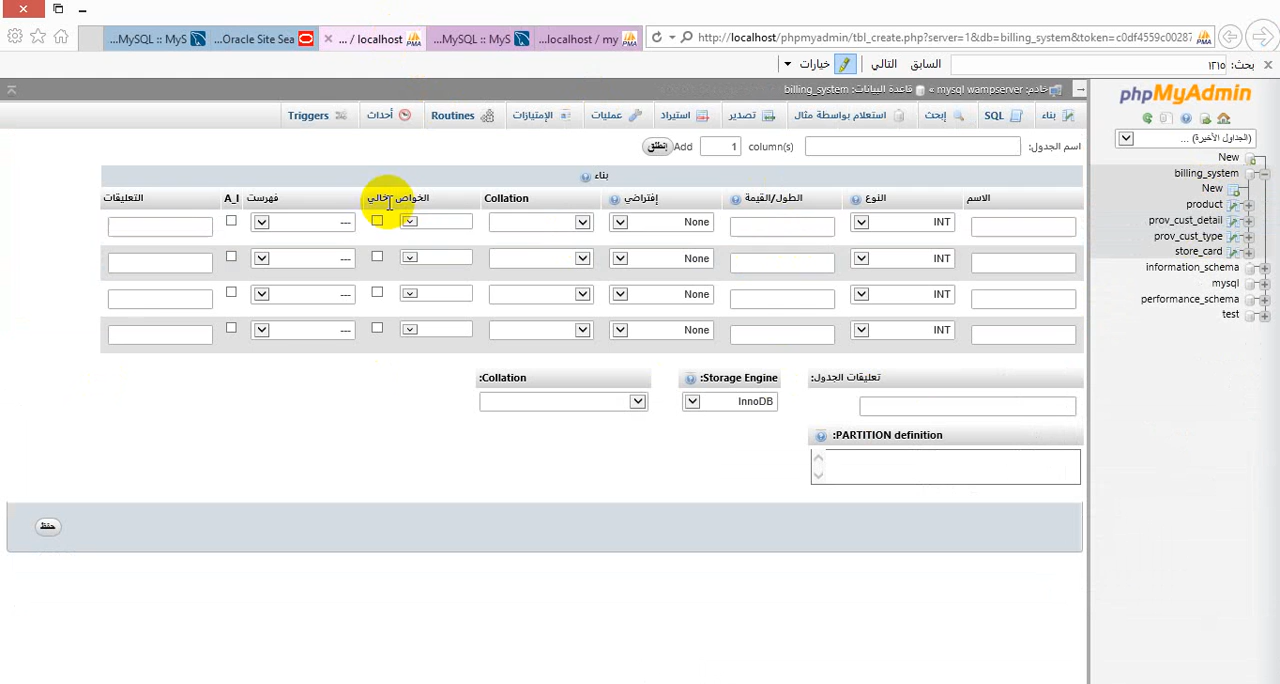 ...MySQL :: MyS
...Oracle Site Sea
... / localhost
...MySQL :: MyS
...localhost / my
http://localhost/phpmyadmin/tbl_create.php?server=1&db=billing_system&token=c0df4559c00287
بحث: ١٢١٥
السابق
التالي
خيارات
خادم: mysql wampserver » قاعدة البيانات: billing_system
phpMyAdmin
(الجداول الأخيرة) ...
New
billing_system
New
product
prov_cust_detail
prov_cust_type
store_card
information_schema
mysql
performance_schema
test
بناء
SQL
إبحث
استعلام بواسطة مثال
تصدير
استيراد
عمليات
الإمتيازات
Routines
أحداث
Triggers
اسم الجدول:
Add 1 column(s)
إنطلق
بناء
الاسم
النوع
الطول/القيمة
إفتراضي
Collation
الخواص
خالي
فهرست
A_I
التعليقات
INT None ---
INT None ---
INT None ---
INT None ---
تعليقات الجدول:
Storage Engine:
Collation:
InnoDB
PARTITION definition:
حفظ